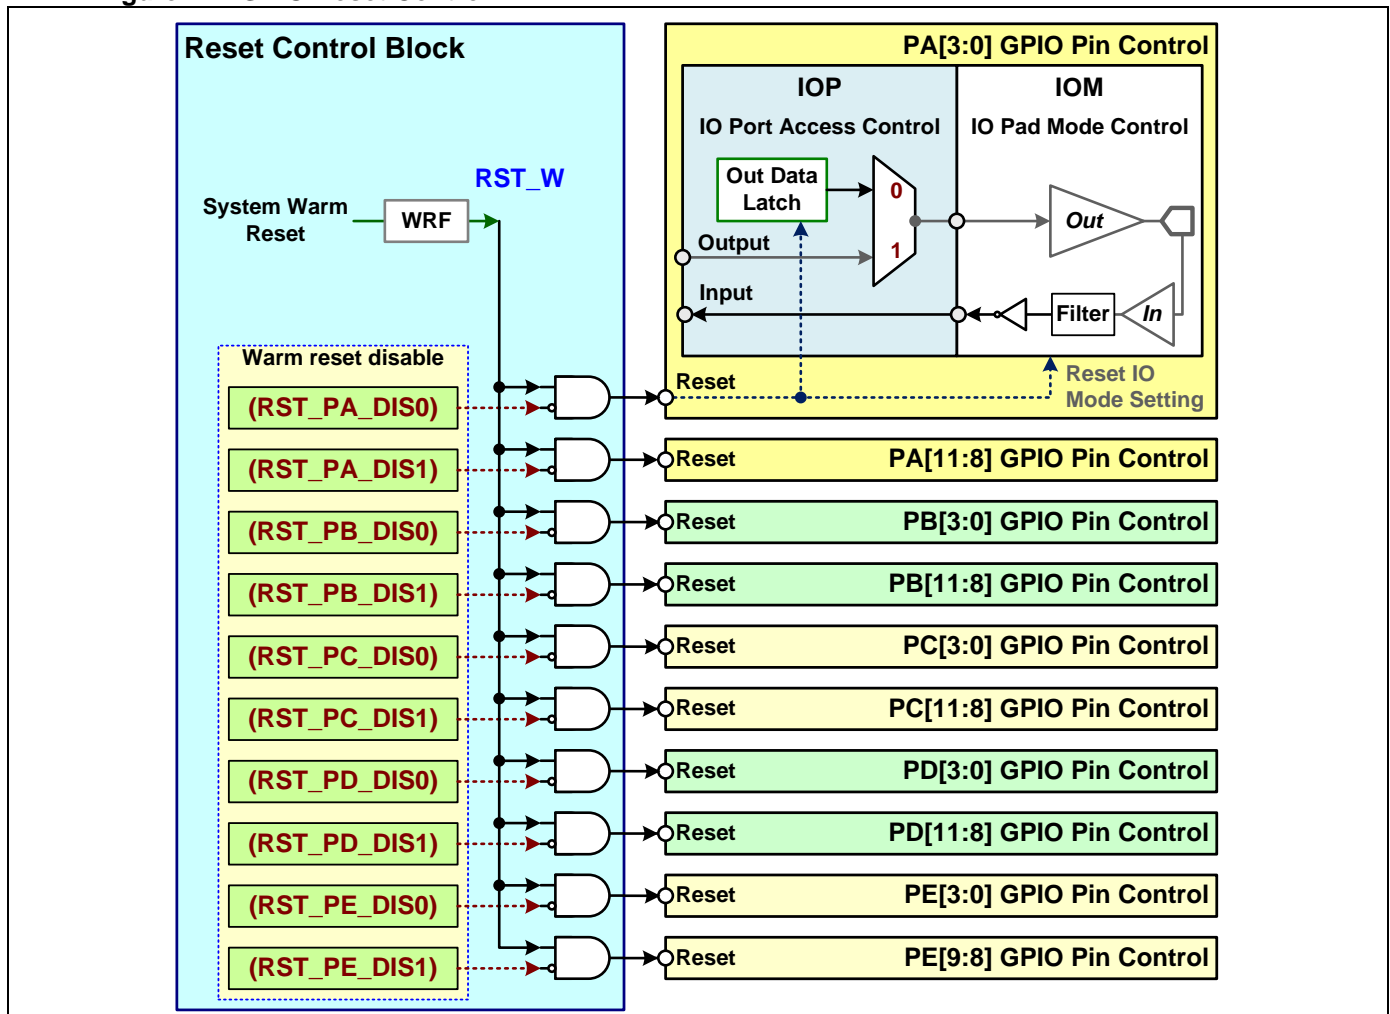 Reset Control Block
RST_W
System Warm
Reset
WRF
Warm reset disable
(RST_PA_DIS0)
(RST_PA_DIS1)
(RST_PB_DIS0)
(RST_PB_DIS1)
(RST_PC_DIS0)
(RST_PC_DIS1)
(RST_PD_DIS0)
(RST_PD_DIS1)
(RST_PE_DIS0)
(RST_PE_DIS1)
PA[3:0] GPIO Pin Control
IOP
IO Port Access Control
IOM
IO Pad Mode Control
Out Data
Latch
0
1
Output
Input
Out
Filter
In
Reset
Reset IO
Mode Setting
Reset PA[11:8] GPIO Pin Control
Reset PB[3:0] GPIO Pin Control
Reset PB[11:8] GPIO Pin Control
Reset PC[3:0] GPIO Pin Control
Reset PC[11:8] GPIO Pin Control
Reset PD[3:0] GPIO Pin Control
Reset PD[11:8] GPIO Pin Control
Reset PE[3:0] GPIO Pin Control
Reset PE[9:8] GPIO Pin Control